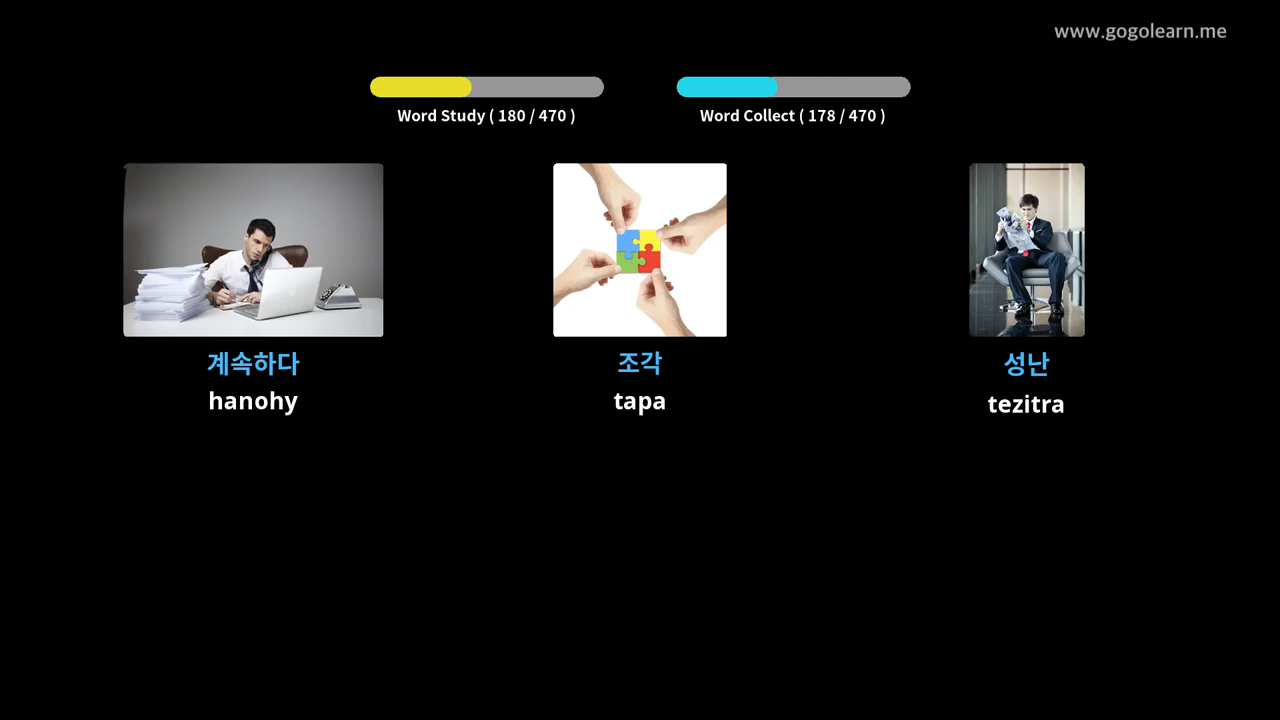 www.gogolearn.me
Word Study ( 180 / 470 )
Word Collect ( 178 / 470 )
계속하다
hanohy
조각
tapa
성난
tezitra